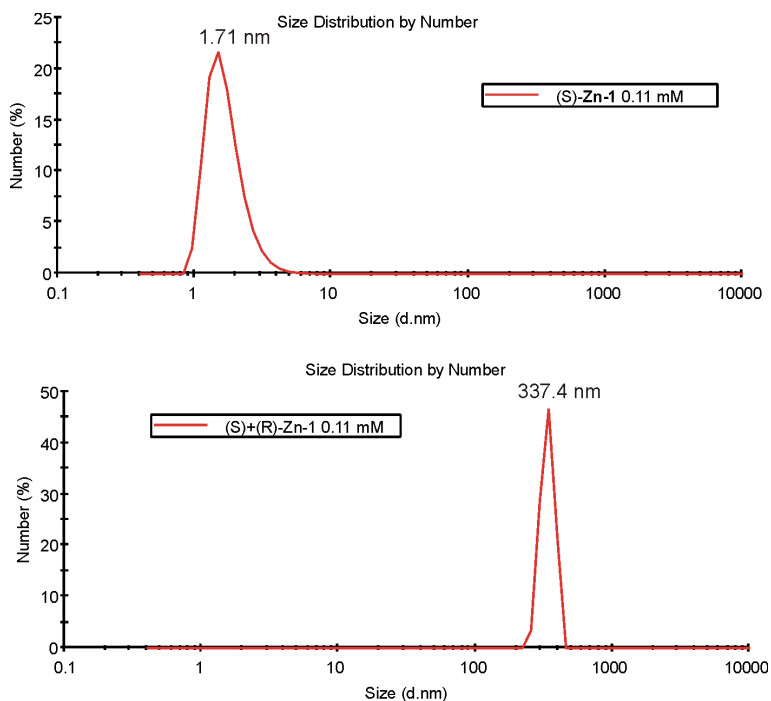 Size Distribution by Number
1.71 nm
25
20
15
10
5
0
Number (%)
(S)-Zn-1 0.11 mM
0.1 1 10 100 1000 10000
Size (d.nm)
Size Distribution by Number
337.4 nm
50
40
30
20
10
0
Number (%)
(S)+(R)-Zn-1 0.11 mM
0.1 1 10 100 1000 10000
Size (d.nm)